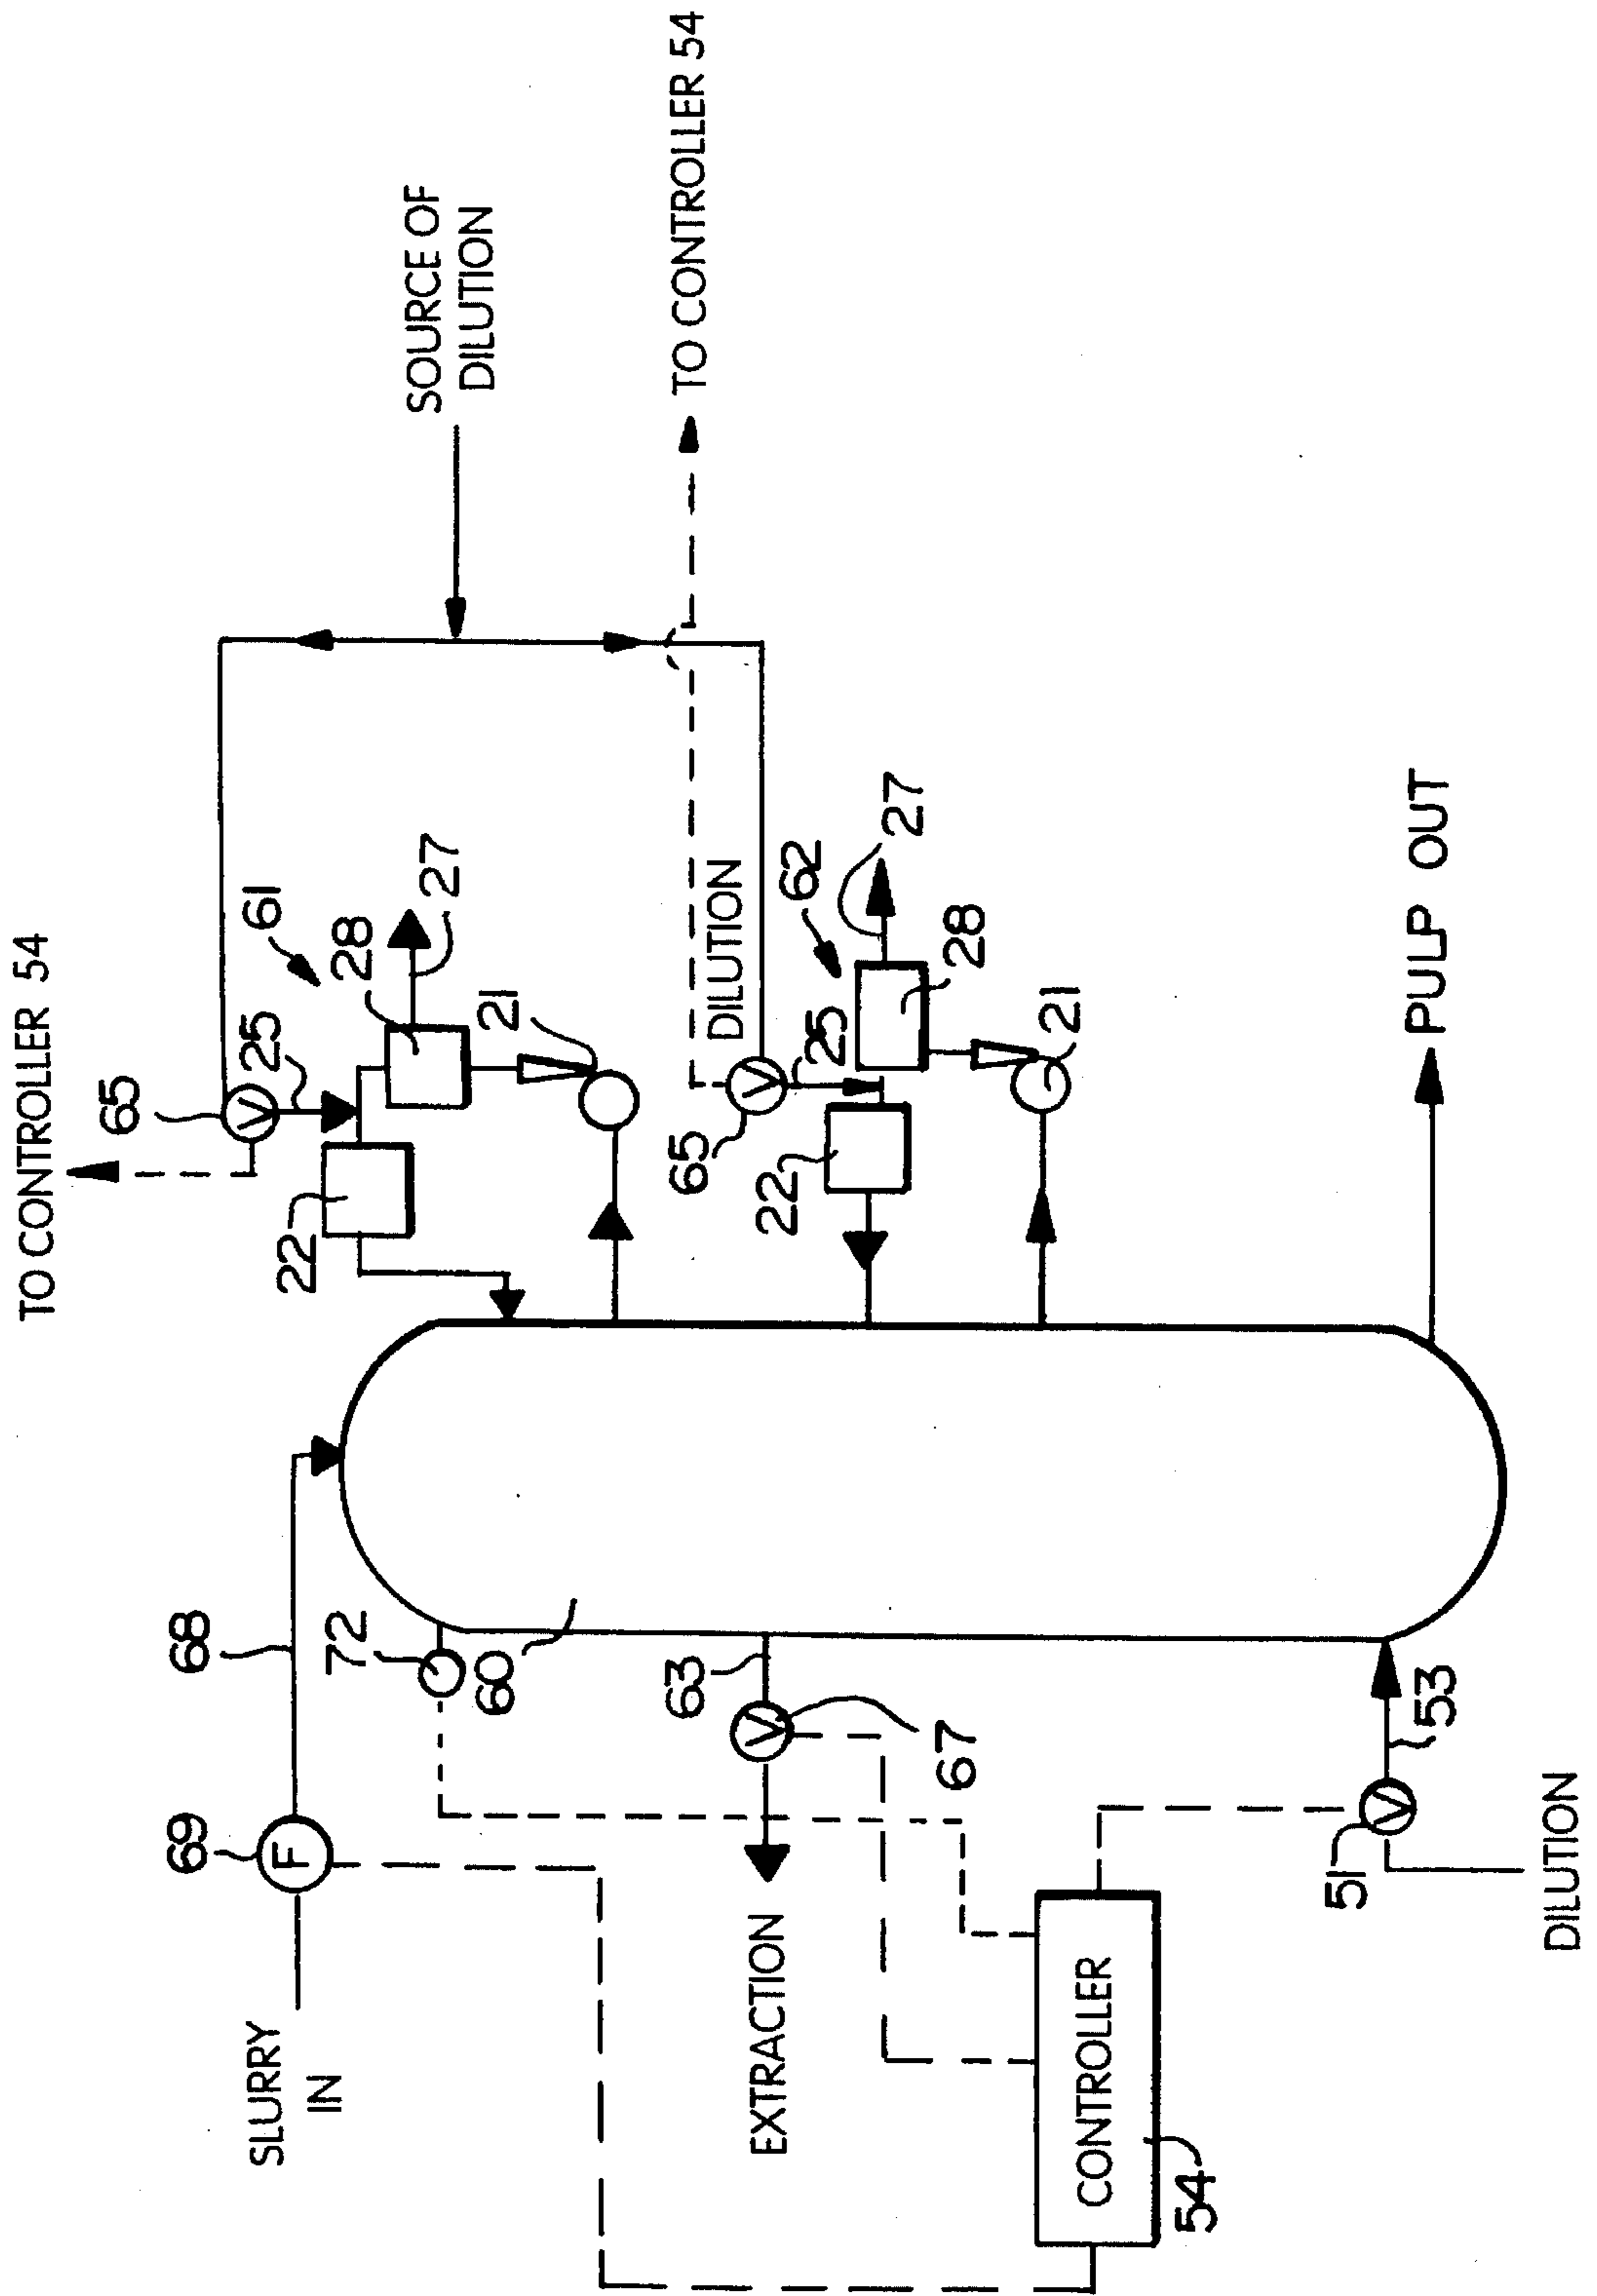 TO CONTROLLER 54
65
25
61
22
28
27
21
SOURCE OF
DILUTION
TO CONTROLLER 54
DILUTION
65
25
62
22
28
27
21
PULP OUT
68
69
F
SLURRY
IN
72
60
63
67
V
V
V
V
EXTRACTION
CONTROLLER
54
51
53
DILUTION